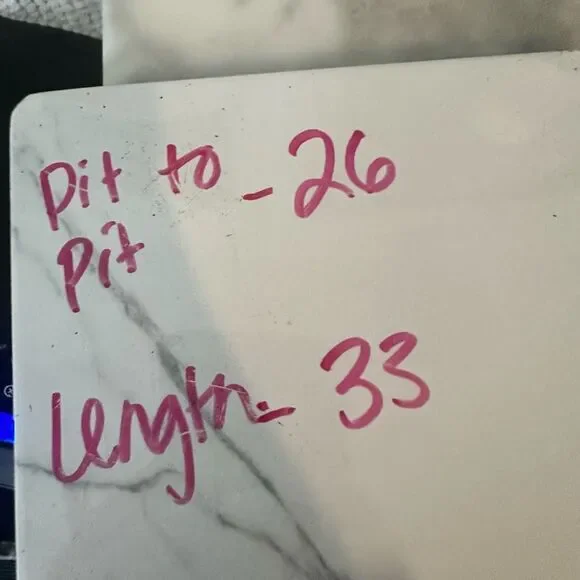 Pit to - 26
Pit
Length - 33